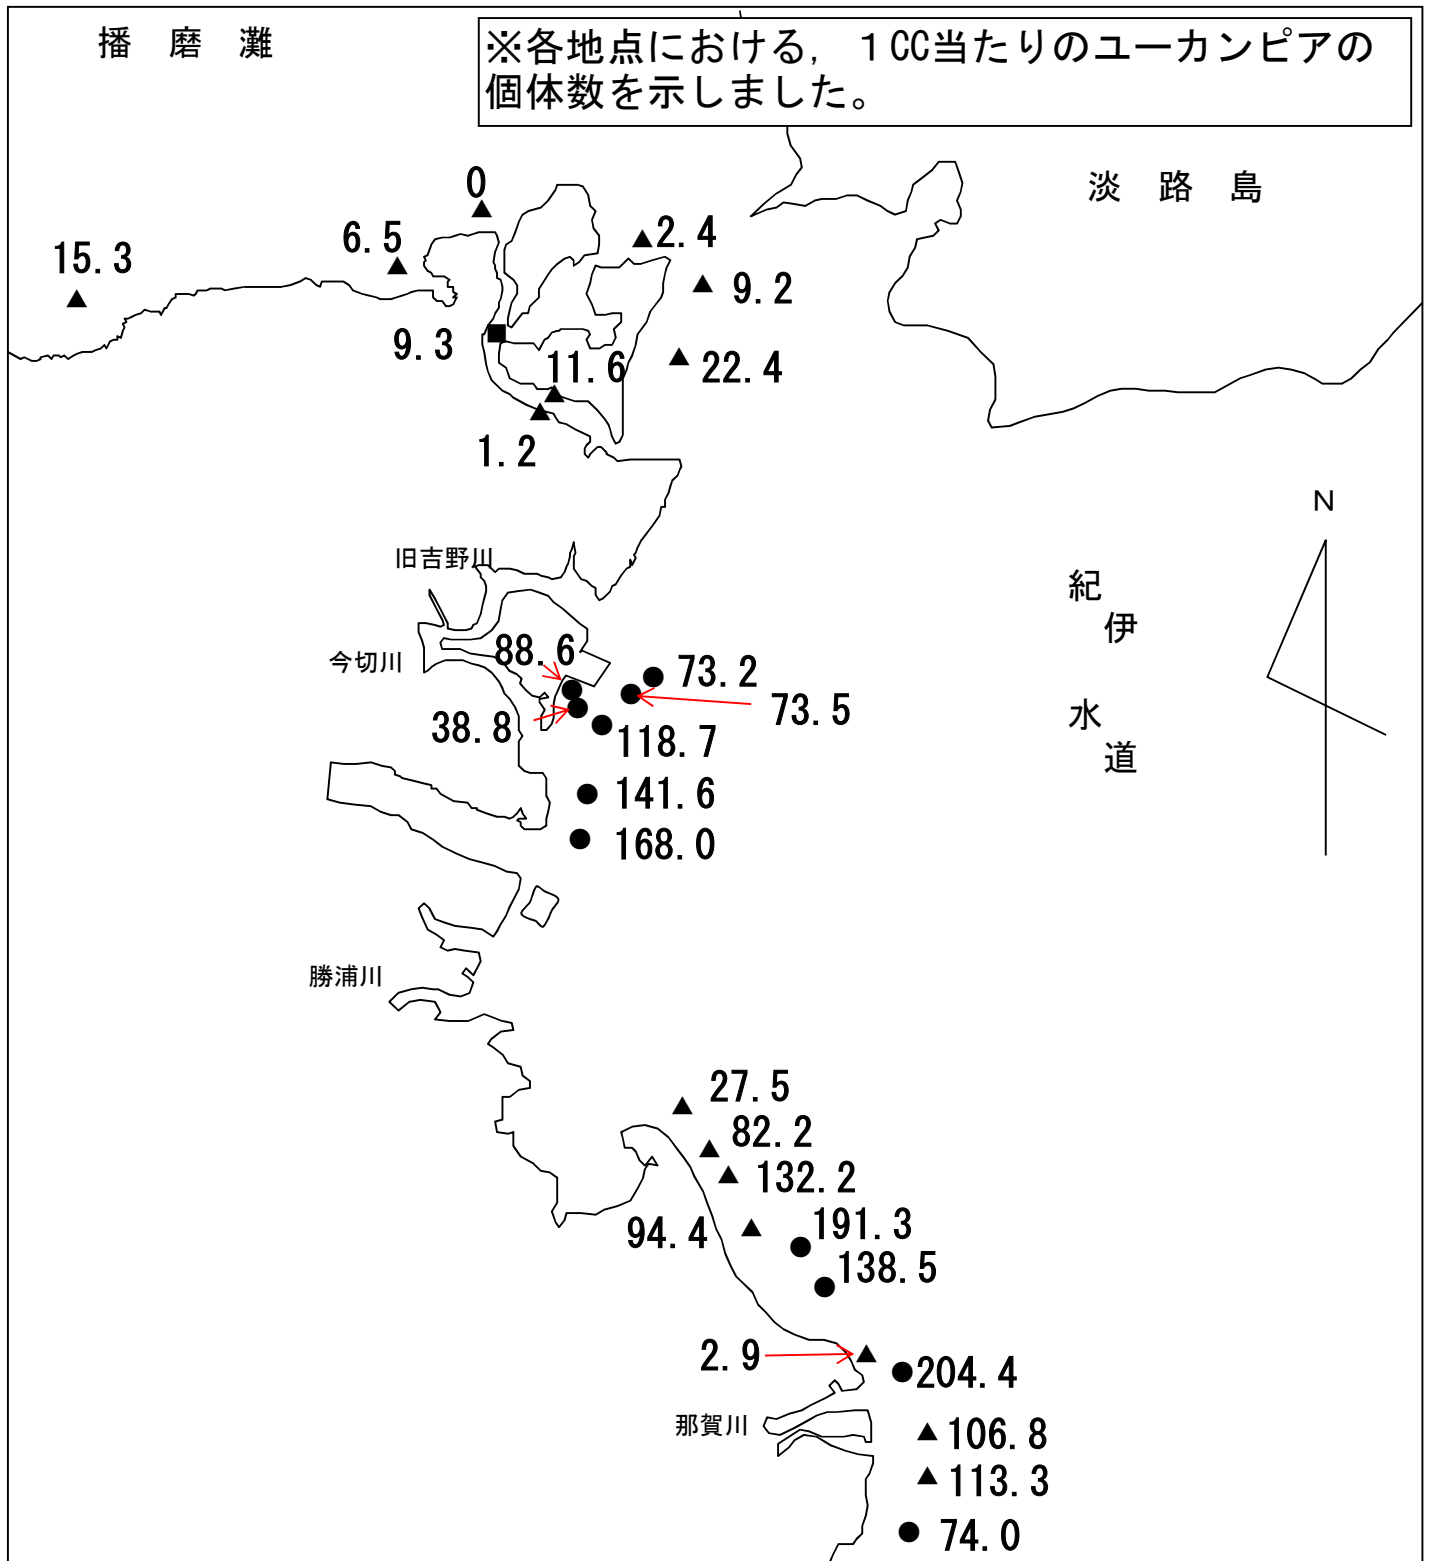 播 磨 灘
※各地点における, １CC当たりのユーカンピアの
個体数を示しました。
淡 路 島
0
6.5
2.4
15.3
9.2
9.3
11.6
22.4
1.2
N
旧吉野川
紀
伊
水
道
88.6
今切川
73.2
73.5
38.8
118.7
141.6
168.0
勝浦川
27.5
82.2
132.2
94.4
191.3
138.5
2.9
204.4
那賀川
106.8
113.3
74.0